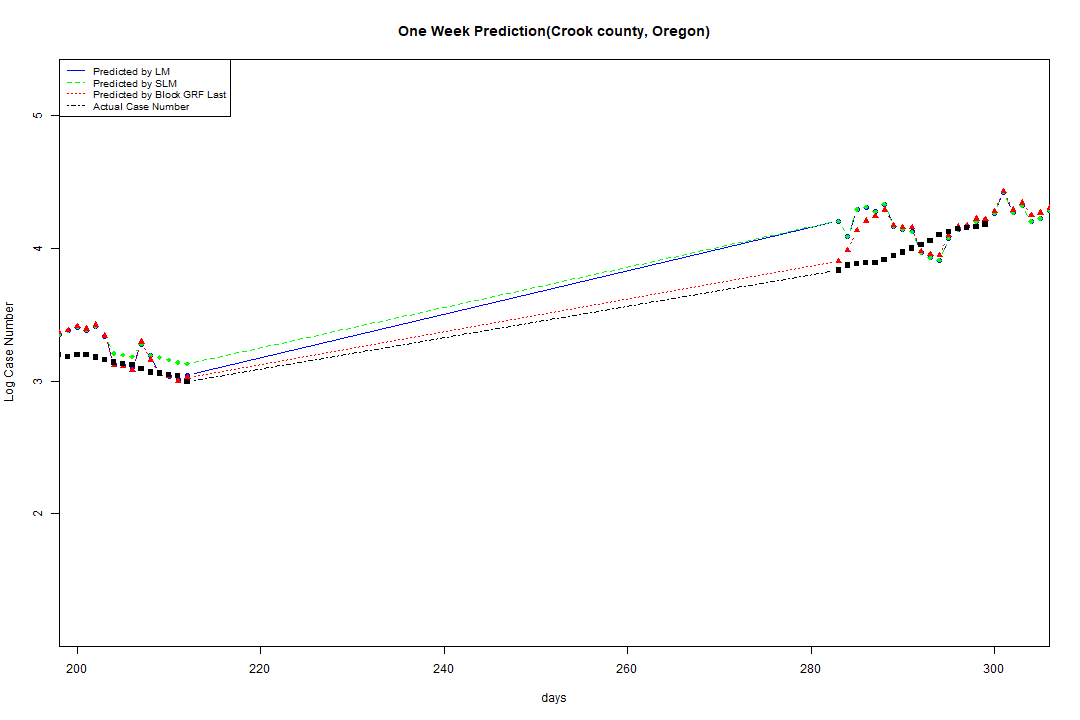 One Week Prediction(Crook county, Oregon)
Predicted by LM
Predicted by SLM
Predicted by Block GRF Last
Actual Case Number
5
4
3
2
Log Case Number
200 220 240 260 280 300
days